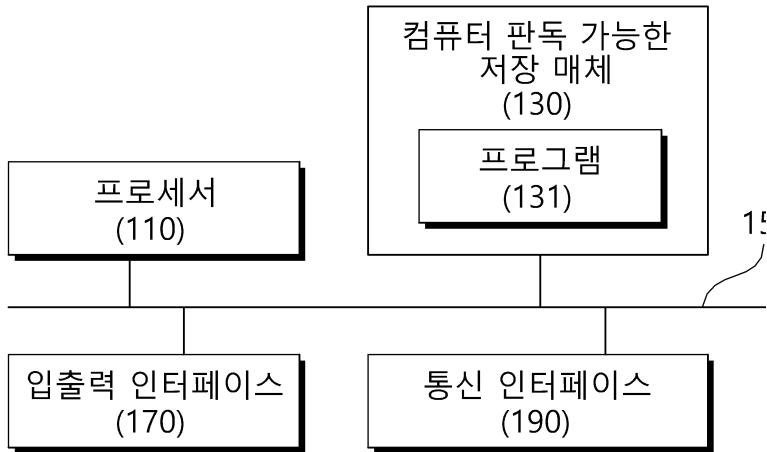 컴퓨터 판독 가능한
저장 매체
(130)
프로그램
(131)
프로세서
(110)
입출력 인터페이스
(170)
통신 인터페이스
(190)